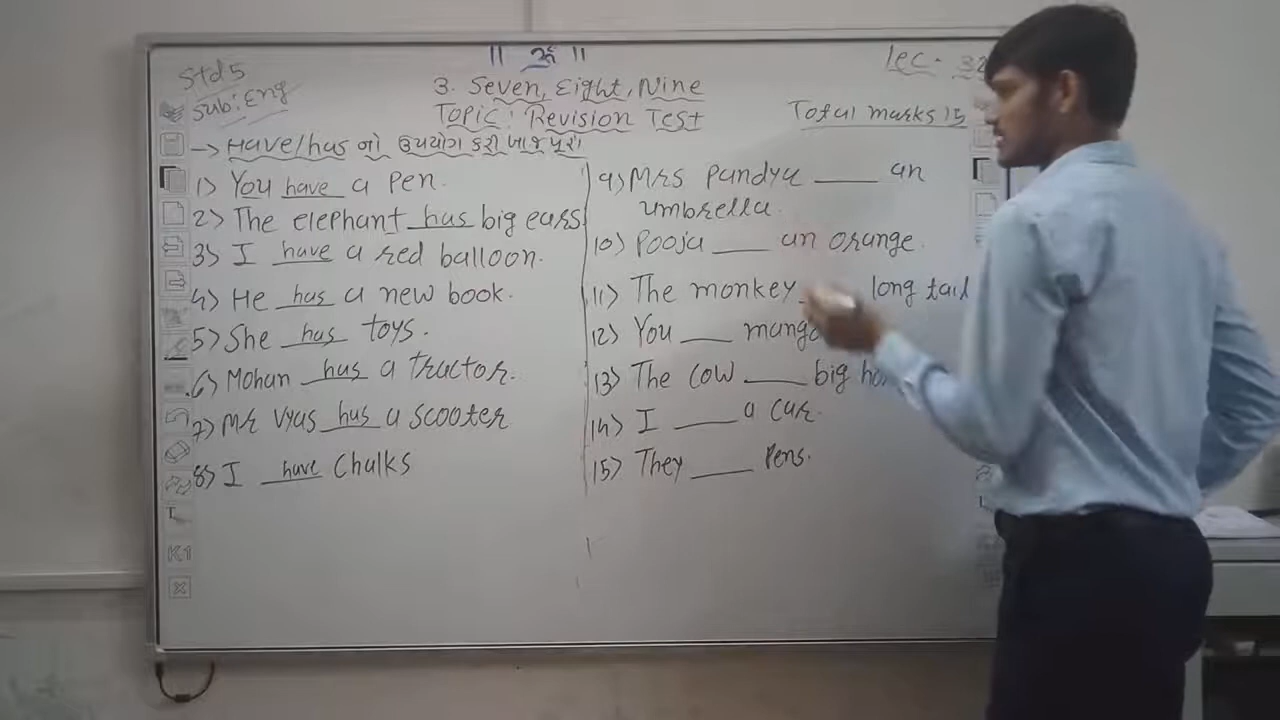 || ૐ ||
Std 5
Sub: Eng
Lec. 32
3. Seven, Eight, Nine
Topic: Revision Test
Total marks 15
→ Have/has નો ઉપયોગ કરી ખા.જ પૂરો
1) You have a pen.
2) The elephant has big ears
3) I have a red balloon.
4) He has a new book.
5) She has toys.
6) Mohan has a tractor.
7) Mr Vyas has a scooter
8) I have Chalks
9) Mrs Pandya ___ an
umbrella.
10) Pooja ___ an orange.
11) The monkey ___ long tail
12) You ___
13) The cow ___ big
14) I ___ a car.
15) They ___ Pens.
T
K1